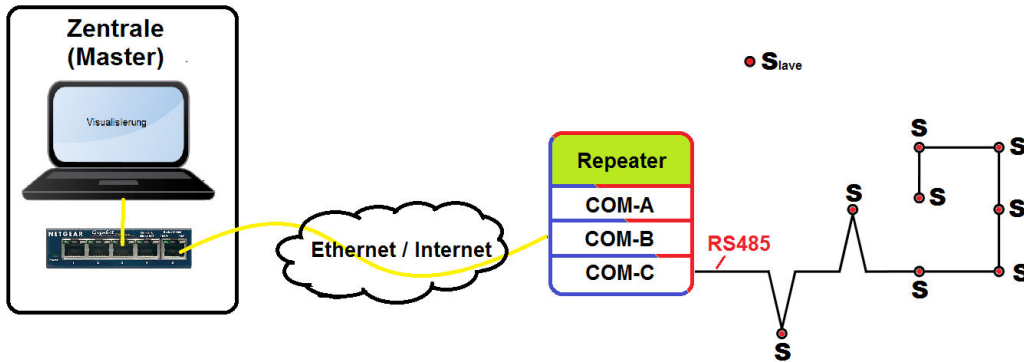 Zentrale
(Master)
Visualisierung
NETGEAR
Slave
Repeater
COM-A
COM-B
COM-C
Ethernet / Internet
RS485
S
S
S
S
S
S
S
S